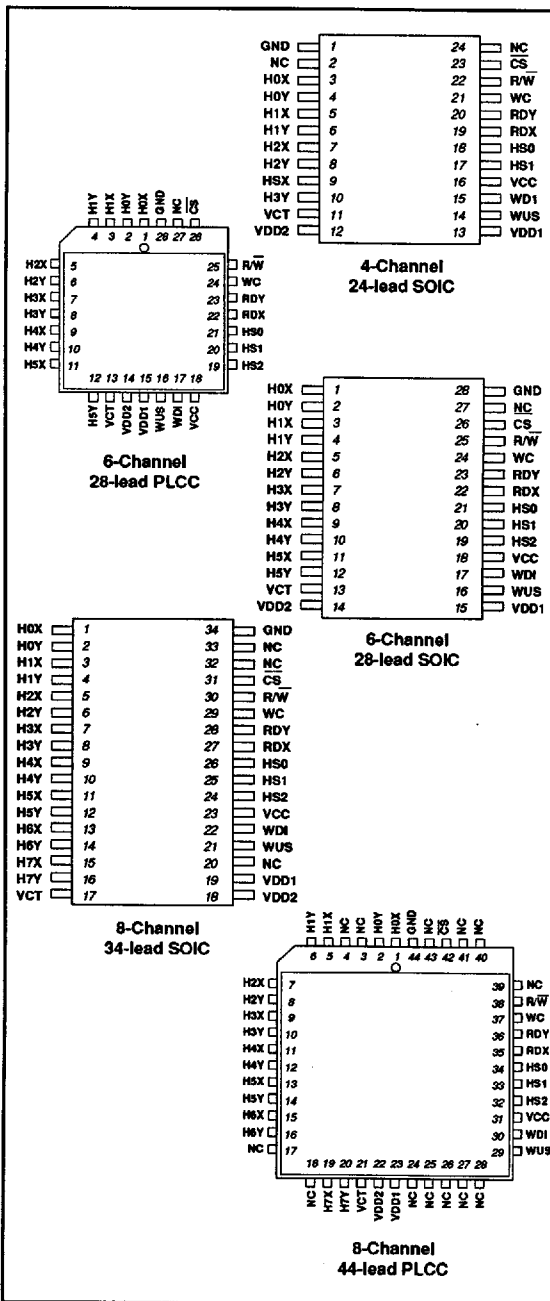 GND 1 24 NC
NC 2 23 C̅S̅
H0X 3 22 R/W̅
H0Y 4 21 WC
H1X 5 20 RDY
H1Y 6 19 RDX
H2X 7 18 HS0
H2Y 8 17 HS1
HSX 9 16 VCC
H3Y 10 15 WD1
VCT 11 14 WUS
VDD2 12 13 VDD1
4-Channel
24-lead SOIC
H1Y H1X H0Y H0X GND NC C̅S̅
4 3 2 1 28 27 26
H2X 5 25 R/W̅
H2Y 6 24 WC
H3X 7 23 RDY
H3Y 8 22 RDX
H4X 9 21 HS0
H4Y 10 20 HS1
H5X 11 19 HS2
12 13 14 15 16 17 18
H5Y VCT VDD2 VDD1 WUS WDI VCC
6-Channel
28-lead PLCC
H0X 1 28 GND
H0Y 2 27 NC
H1X 3 26 C̅S̅
H1Y 4 25 R/W̅
H2X 5 24 WC
H2Y 6 23 RDY
H3X 7 22 RDX
H3Y 8 21 HS0
H4X 9 20 HS1
H4Y 10 19 HS2
H5X 11 18 VCC
H5Y 12 17 WDI
VCT 13 16 WUS
VDD2 14 15 VDD1
6-Channel
28-lead SOIC
H0X 1 34 GND
H0Y 2 33 NC
H1X 3 32 NC
H1Y 4 31 C̅S̅
H2X 5 30 R/W̅
H2Y 6 29 WC
H3X 7 28 RDY
H3Y 8 27 RDX
H4X 9 26 HS0
H4Y 10 25 HS1
H5X 11 24 HS2
H5Y 12 23 VCC
H6X 13 22 WDI
H6Y 14 21 WUS
H7X 15 20 NC
H7Y 16 19 VDD1
VCT 17 18 VDD2
8-Channel
34-lead SOIC
H1Y H1X NC NC H0Y H0X GND NC C̅S̅ NC NC
6 5 4 3 2 1 44 43 42 41 40
H2X 7 39 NC
H2Y 8 38 R/W̅
H3X 9 37 WC
H3Y 10 36 RDY
H4X 11 35 RDX
H4Y 12 34 HS0
H5X 13 33 HS1
H5Y 14 32 HS2
H6X 15 31 VCC
H6Y 16 30 WDI
NC 17 29 WUS
18 19 20 21 22 23 24 25 26 27 28
NC H7X H7Y VCT VDD2 VDD1 NC NC NC NC NC
8-Channel
44-lead PLCC